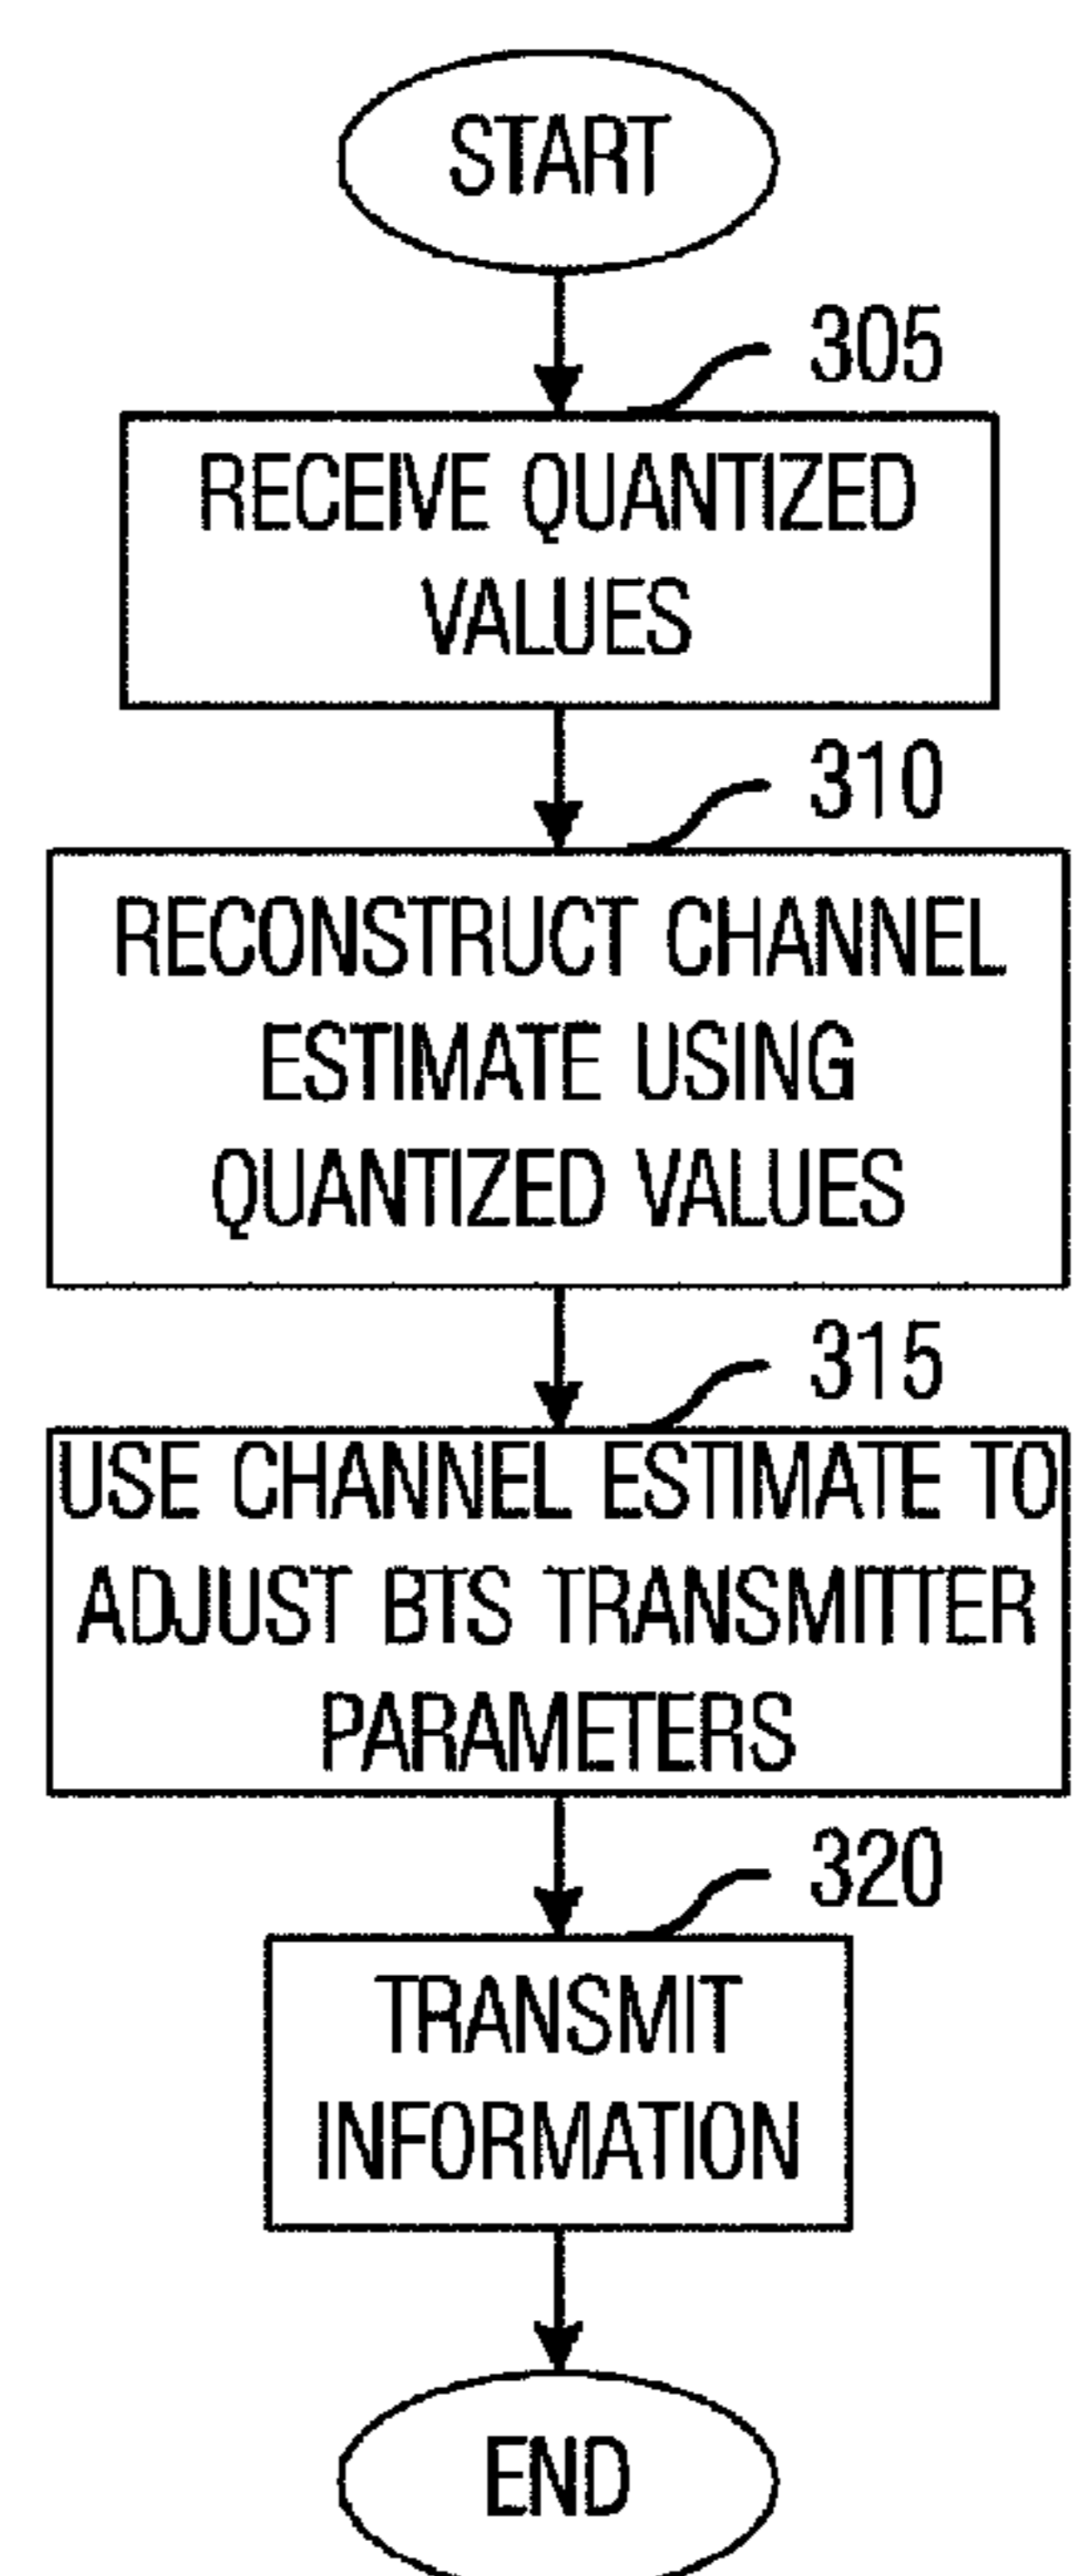 START
305
RECEIVE QUANTIZED
VALUES
310
RECONSTRUCT CHANNEL
ESTIMATE USING
QUANTIZED VALUES
315
USE CHANNEL ESTIMATE TO
ADJUST BTS TRANSMITTER
PARAMETERS
320
TRANSMIT
INFORMATION
END